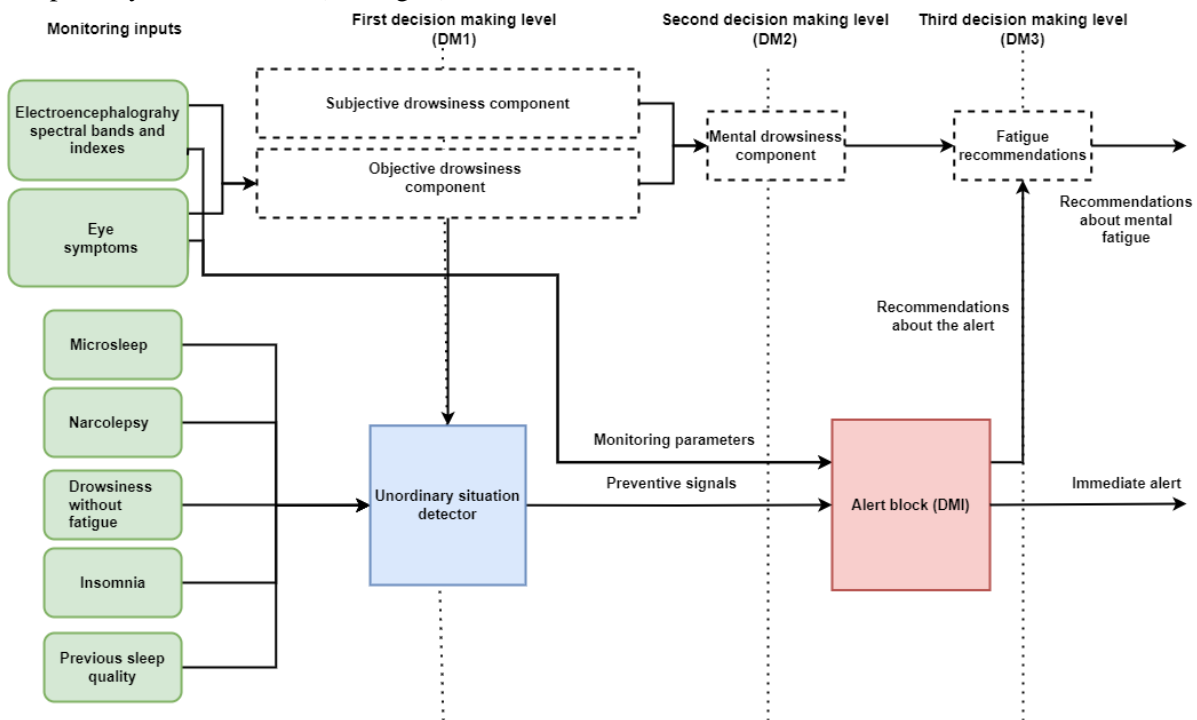 Monitoring inputs
First decision making level
(DM1)
Second decision making level
(DM2)
Third decision making level
(DM3)
Electroencephalograhy
spectral bands and
indexes
Subjective drowsiness component
Objective drowsiness
component
Mental drowsiness
component
Fatigue
recommendations
Recommendations
about mental
fatigue
Eye
symptoms
Recommendations
about the alert
Microsleep
Narcolepsy
Drowsiness
without
fatigue
Insomnia
Previous sleep
quality
Unordinary situation
detector
Monitoring parameters
Preventive signals
Alert block (DMI)
Immediate alert